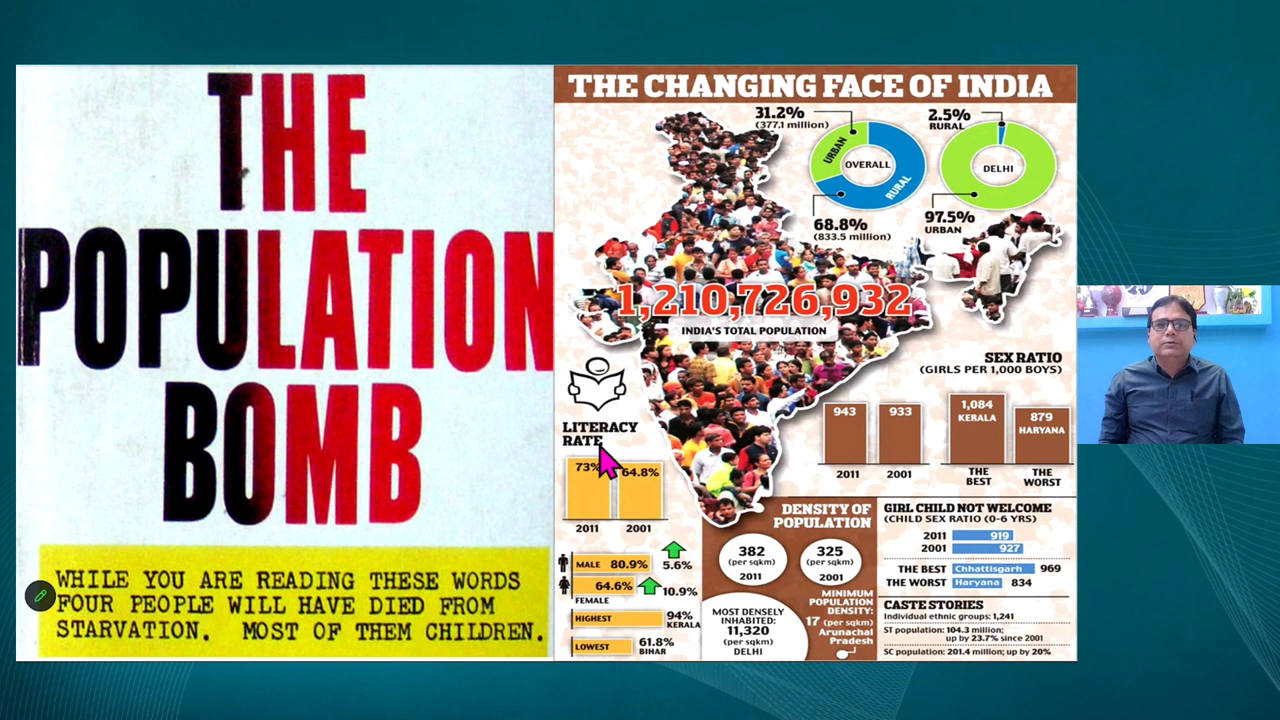 THE
POPULATION
BOMB
WHILE YOU ARE READING THESE WORDS
FOUR PEOPLE WILL HAVE DIED FROM
STARVATION. MOST OF THEM CHILDREN.
THE CHANGING FACE OF INDIA
31.2%
(377.1 million)
URBAN
OVERALL
RURAL
68.8%
(833.5 million)
2.5%
RURAL
DELHI
97.5%
URBAN
1,210,726,932
INDIA'S TOTAL POPULATION
SEX RATIO
(GIRLS PER 1,000 BOYS)
943
933
1,084
KERALA
879
HARYANA
2011
2001
THE
BEST
THE
WORST
LITERACY
RATE
73%
64.8%
2011
2001
MALE 80.9%
5.6%
64.6%
10.9%
FEMALE
HIGHEST
94%
KERALA
LOWEST
61.8%
BIHAR
DENSITY OF
POPULATION
382
(per sqkm)
2011
325
(per sqkm)
2001
MOST DENSELY
INHABITED:
11,320
(per sqkm)
DELHI
MINIMUM
POPULATION
DENSITY:
17 (per sqkm)
Arunachal
Pradesh
GIRL CHILD NOT WELCOME
(CHILD SEX RATIO (0-6 YRS)
2011 919
2001 927
THE BEST Chhattisgarh 969
THE WORST Haryana 834
CASTE STORIES
Individual ethnic groups: 1,241
ST population: 104.3 million;
up by 23.7% since 2001
SC population: 201.4 million; up by 20%